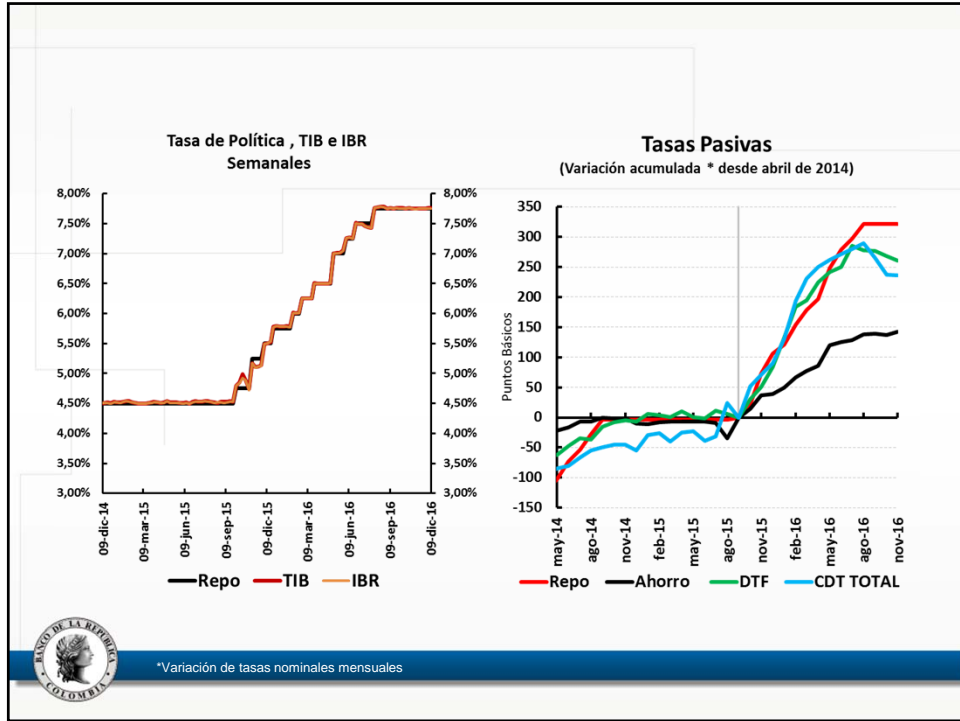 Tasa de Política , TIB e IBR
Semanales
8,00%
7,50%
7,00%
6,50%
6,00%
5,50%
5,00%
4,50%
4,00%
3,50%
3,00%
8,00%
7,50%
7,00%
6,50%
6,00%
5,50%
5,00%
4,50%
4,00%
3,50%
3,00%
09-dic-14
09-mar-15
09-jun-15
09-sep-15
09-dic-15
09-mar-16
09-jun-16
09-sep-16
09-dic-16
Repo TIB IBR
Tasas Pasivas
(Variación acumulada * desde abril de 2014)
Puntos Básicos
350
300
250
200
150
100
50
0
-50
-100
-150
may-14
ago-14
nov-14
feb-15
may-15
ago-15
nov-15
feb-16
may-16
ago-16
nov-16
Repo Ahorro DTF CDT TOTAL
BANCO DE LA REPÚBLICA
COLOMBIA
*Variación de tasas nominales mensuales